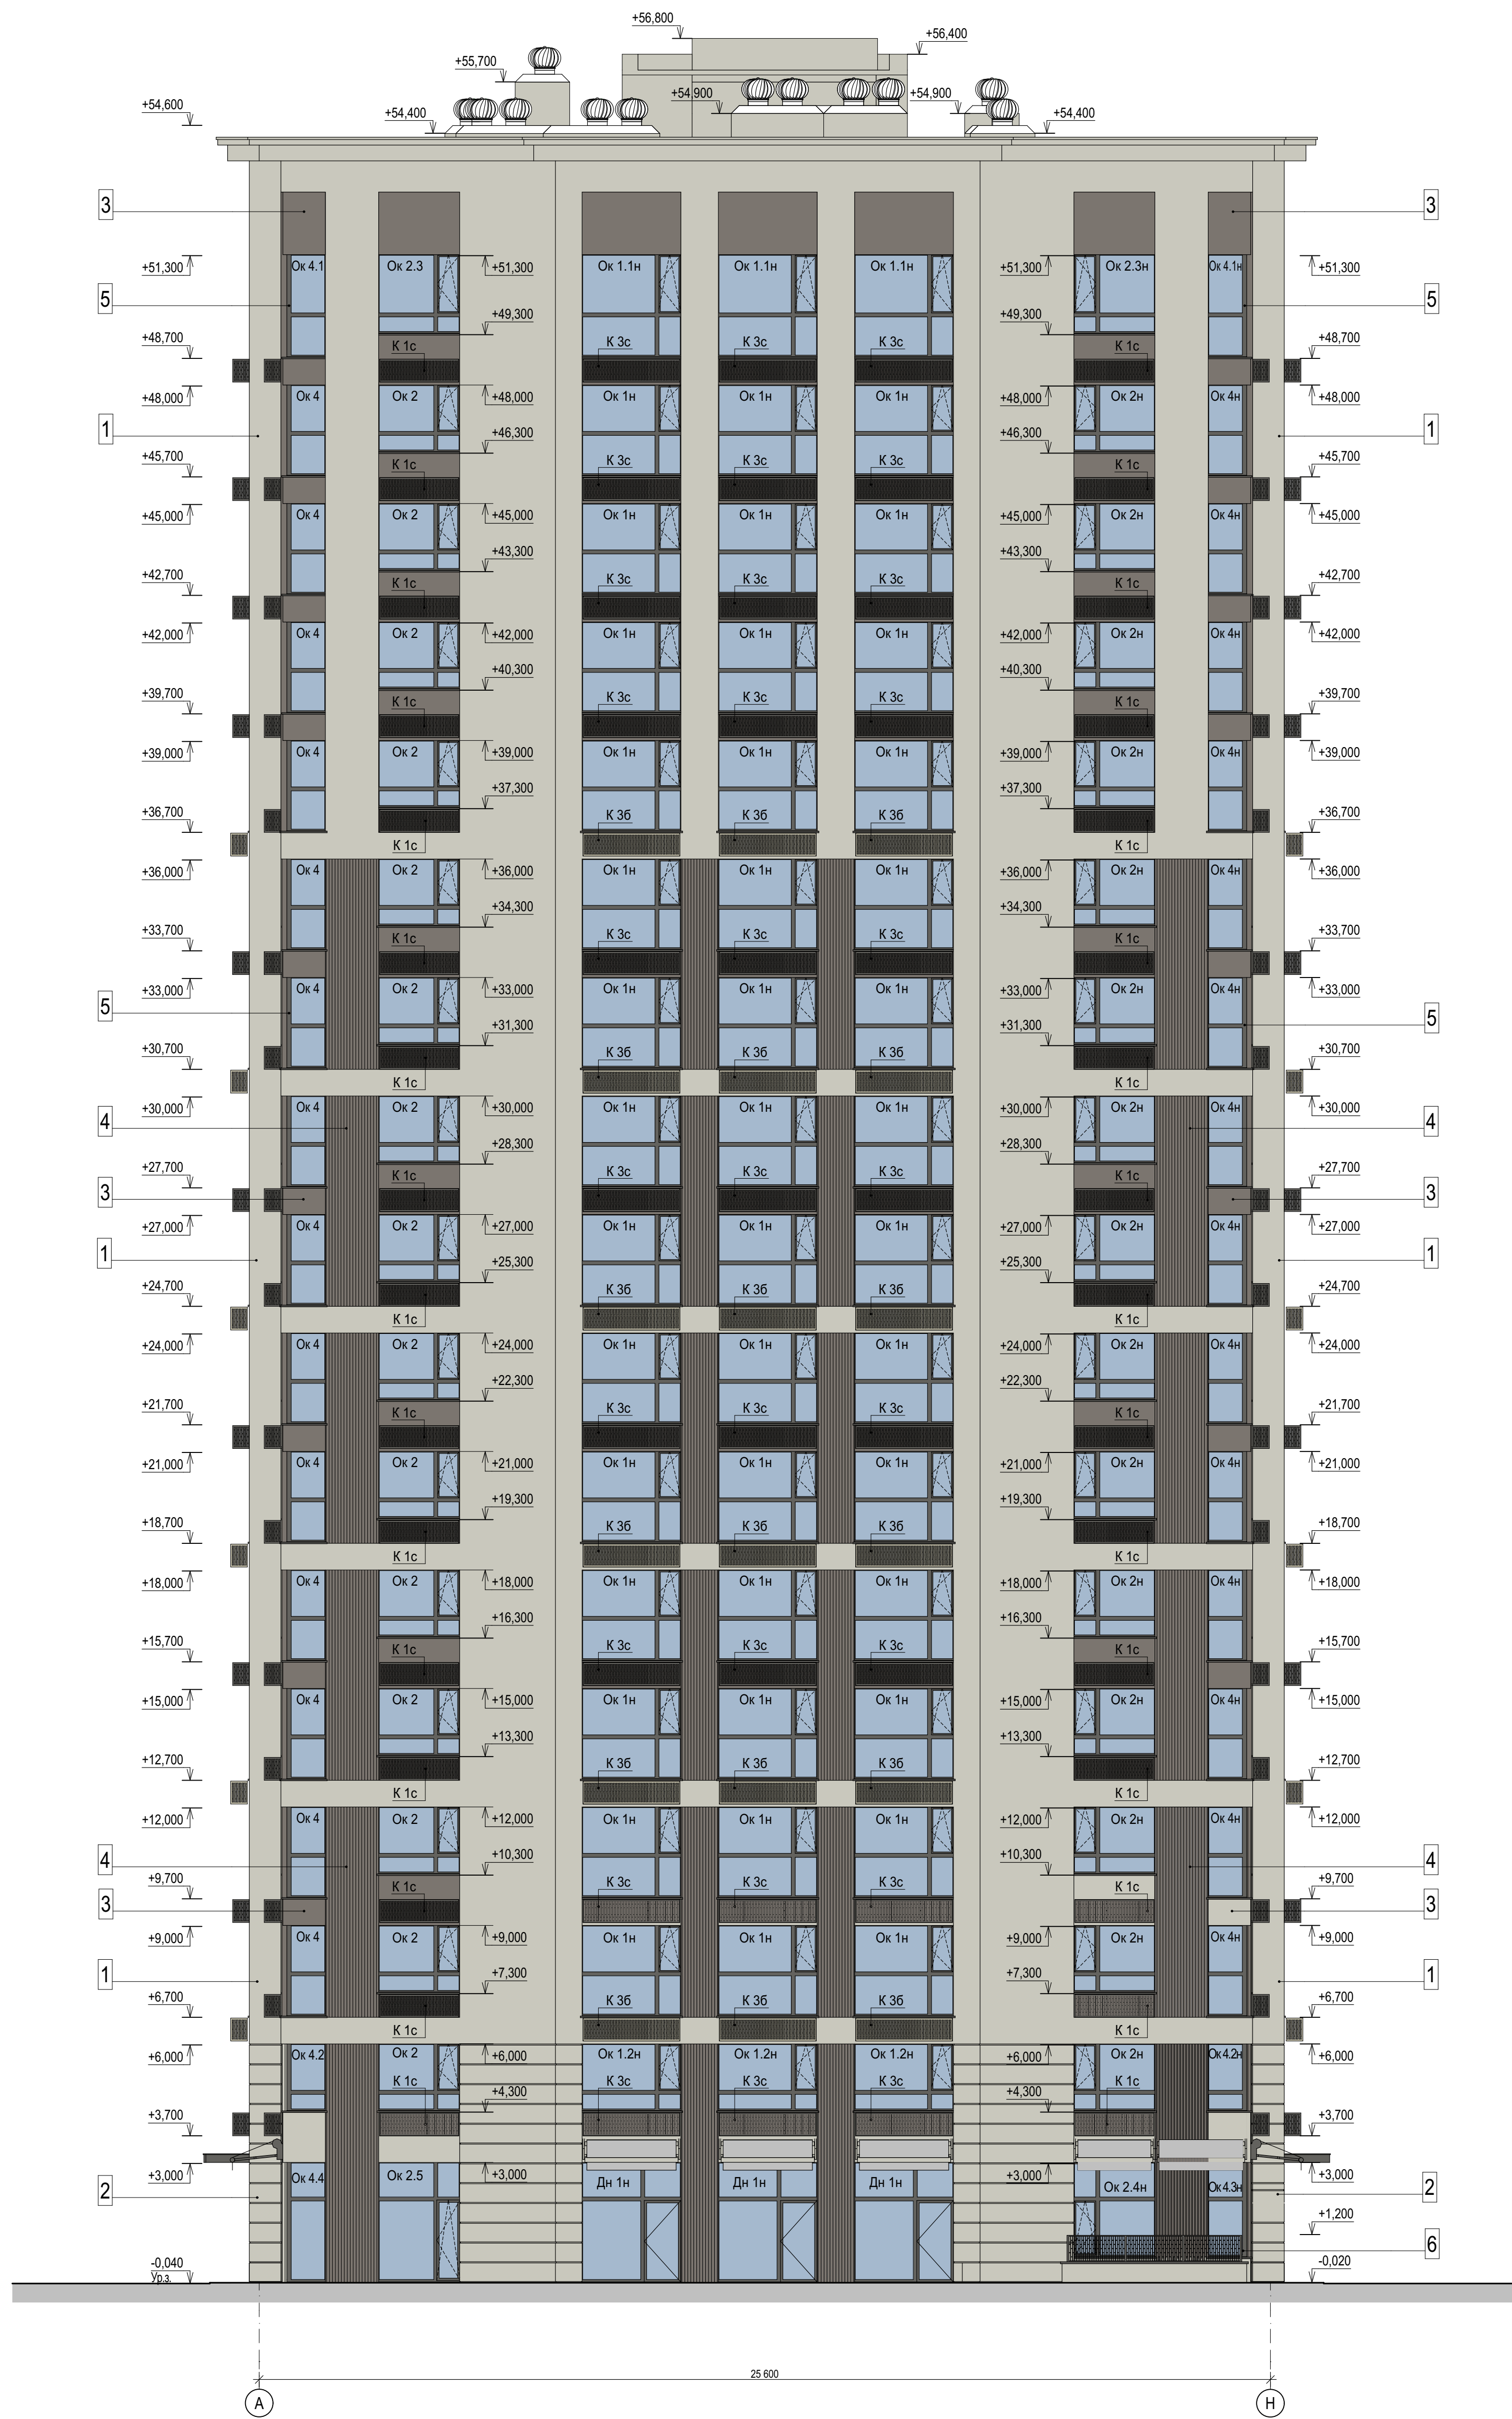 +56,800
+56,400
+55,700
+54,900 +54,900
+54,600 +54,400 +54,400
3 3
+51,300 Ок 4.1 Ок 2.3 +51,300 Ок 1.1н Ок 1.1н Ок 1.1н +51,300 Ок 2.3н Ок 4.1н +51,300
5 5
+49,300 +49,300
+48,700 К 1с К 3с К 3с К 3с К 1с +48,700
+48,000 Ок 4 Ок 2 +48,000 Ок 1н Ок 1н Ок 1н +48,000 Ок 2н Ок 4н +48,000
1 1
+46,300 +46,300
+45,700 К 1с К 3с К 3с К 3с К 1с +45,700
+45,000 Ок 4 Ок 2 +45,000 Ок 1н Ок 1н Ок 1н +45,000 Ок 2н Ок 4н +45,000
+43,300 +43,300
+42,700 К 1с К 3с К 3с К 3с К 1с +42,700
+42,000 Ок 4 Ок 2 +42,000 Ок 1н Ок 1н Ок 1н +42,000 Ок 2н Ок 4н +42,000
+40,300 +40,300
+39,700 К 1с К 3с К 3с К 3с К 1с +39,700
+39,000 Ок 4 Ок 2 +39,000 Ок 1н Ок 1н Ок 1н +39,000 Ок 2н Ок 4н +39,000
+37,300 +37,300
+36,700 К 3б К 3б К 3б +36,700
К 1с К 1с
+36,000 Ок 4 Ок 2 +36,000 Ок 1н Ок 1н Ок 1н +36,000 Ок 2н Ок 4н +36,000
+34,300 +34,300
+33,700 К 1с К 3с К 3с К 3с К 1с +33,700
+33,000 Ок 4 Ок 2 +33,000 Ок 1н Ок 1н Ок 1н +33,000 Ок 2н Ок 4н +33,000
5 5
+31,300 +31,300
+30,700 К 3б К 3б К 3б +30,700
К 1с К 1с
+30,000 Ок 4 Ок 2 +30,000 Ок 1н Ок 1н Ок 1н +30,000 Ок 2н Ок 4н +30,000
4 4
+28,300 +28,300
+27,700 К 1с К 3с К 3с К 3с К 1с +27,700
3 3
+27,000 Ок 4 Ок 2 +27,000 Ок 1н Ок 1н Ок 1н +27,000 Ок 2н Ок 4н +27,000
1 1
+25,300 +25,300
+24,700 К 3б К 3б К 3б +24,700
К 1с К 1с
+24,000 Ок 4 Ок 2 +24,000 Ок 1н Ок 1н Ок 1н +24,000 Ок 2н Ок 4н +24,000
+22,300 +22,300
+21,700 К 1с К 3с К 3с К 3с К 1с +21,700
+21,000 Ок 4 Ок 2 +21,000 Ок 1н Ок 1н Ок 1н +21,000 Ок 2н Ок 4н +21,000
+19,300 +19,300
+18,700 К 3б К 3б К 3б +18,700
К 1с К 1с
+18,000 Ок 4 Ок 2 +18,000 Ок 1н Ок 1н Ок 1н +18,000 Ок 2н Ок 4н +18,000
+16,300 +16,300
+15,700 К 1с К 3с К 3с К 3с К 1с +15,700
+15,000 Ок 4 Ок 2 +15,000 Ок 1н Ок 1н Ок 1н +15,000 Ок 2н Ок 4н +15,000
+13,300 +13,300
+12,700 К 3б К 3б К 3б +12,700
К 1с К 1с
+12,000 Ок 4 Ок 2 +12,000 Ок 1н Ок 1н Ок 1н +12,000 Ок 2н Ок 4н +12,000
4 +10,300 +10,300 4
+9,700 К 1с К 3с К 3с К 3с К 1с +9,700
3 3
+9,000 Ок 4 Ок 2 +9,000 Ок 1н Ок 1н Ок 1н +9,000 Ок 2н Ок 4н +9,000
1 +7,300 +7,300 1
+6,700 К 3б К 3б К 3б +6,700
К 1с К 1с
+6,000 Ок 4.2 Ок 2 +6,000 Ок 1.2н Ок 1.2н Ок 1.2н +6,000 Ок 2н Ок 4.2н +6,000
К 1с К 3с К 3с К 3с К 1с
+4,300 +4,300
+3,700 +3,700
+3,000 Ок 4.4 Ок 2.5 +3,000 Дн 1н Дн 1н Дн 1н +3,000 Ок 2.4н Ок 4.3н +3,000
2 2
+1,200
6
-0,040 -0,020
Ур.з.
25 600
А Н